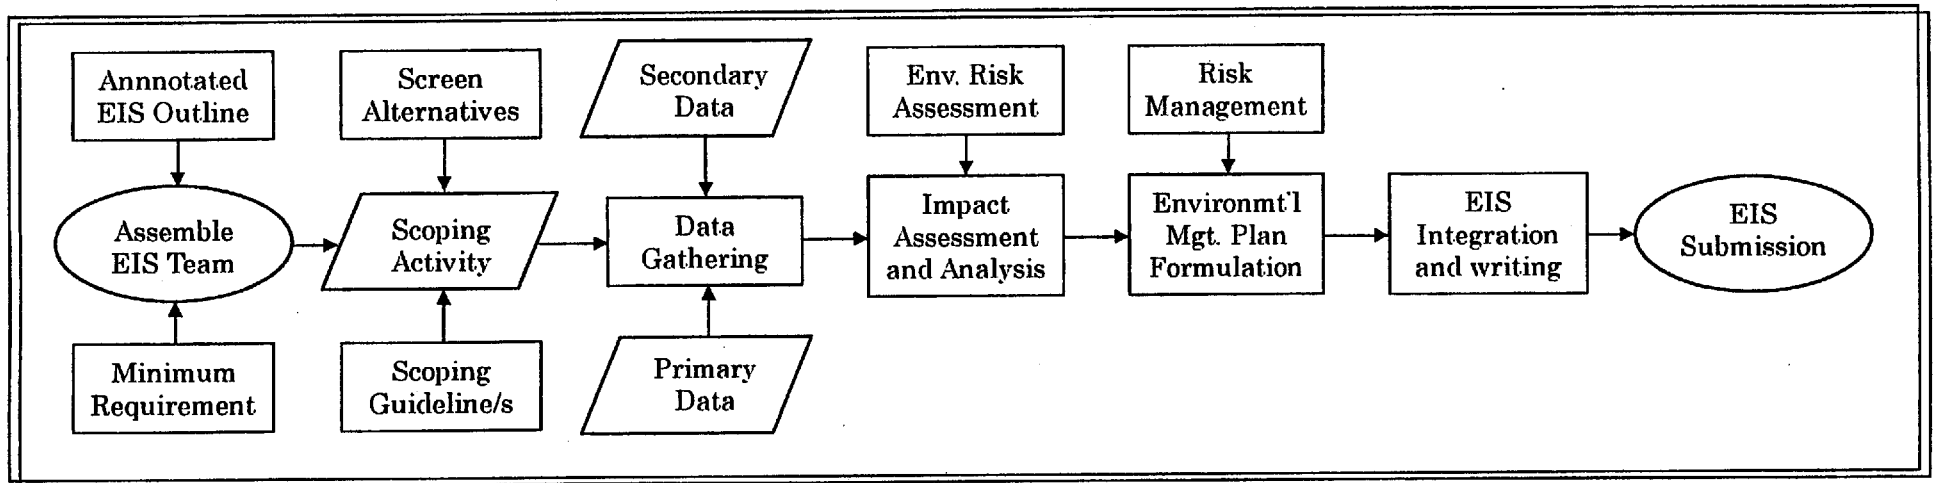 Annnotated
EIS Outline
Screen
Alternatives
Secondary
Data
Env. Risk
Assessment
Risk
Management
Assemble
EIS Team
Scoping
Activity
Data
Gathering
Impact
Assessment
and Analysis
Environmt'l
Mgt. Plan
Formulation
EIS
Integration
and writing
EIS
Submission
Minimum
Requirement
Scoping
Guideline/s
Primary
Data